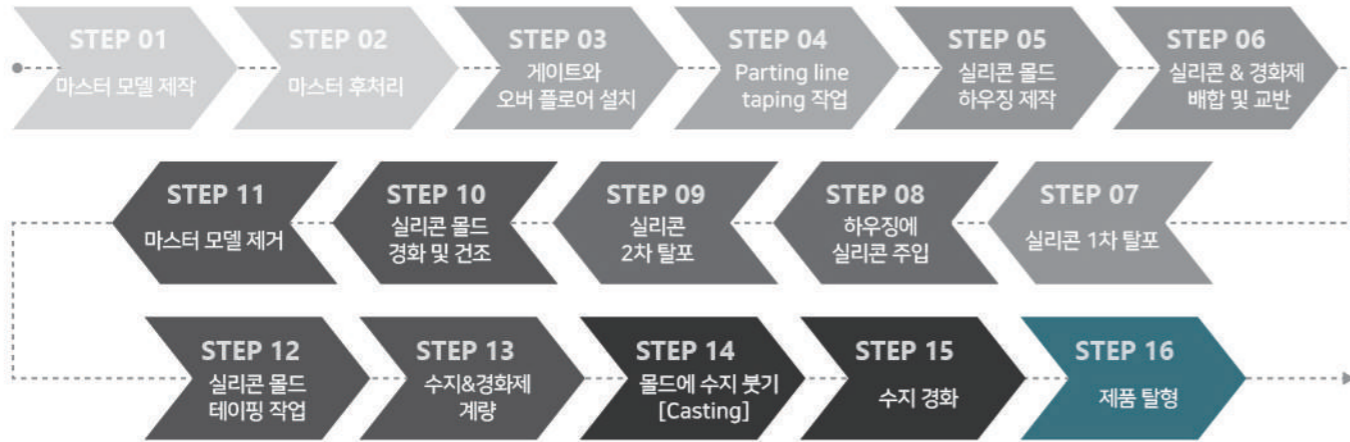 STEP 01
마스터 모델 제작
STEP 02
마스터 후처리
STEP 03
게이트와
오버 플로어 설치
STEP 04
Parting line
taping 작업
STEP 05
실리콘 몰드
하우징 제작
STEP 06
실리콘 & 경화제
배합 및 교반
STEP 07
실리콘 1차 탈포
STEP 08
하우징에
실리콘 주입
STEP 09
실리콘
2차 탈포
STEP 10
실리콘 몰드
경화 및 건조
STEP 11
마스터 모델 제거
STEP 12
실리콘 몰드
테이핑 작업
STEP 13
수지&경화제
계량
STEP 14
몰드에 수지 붓기
[Casting]
STEP 15
수지 경화
STEP 16
제품 탈형